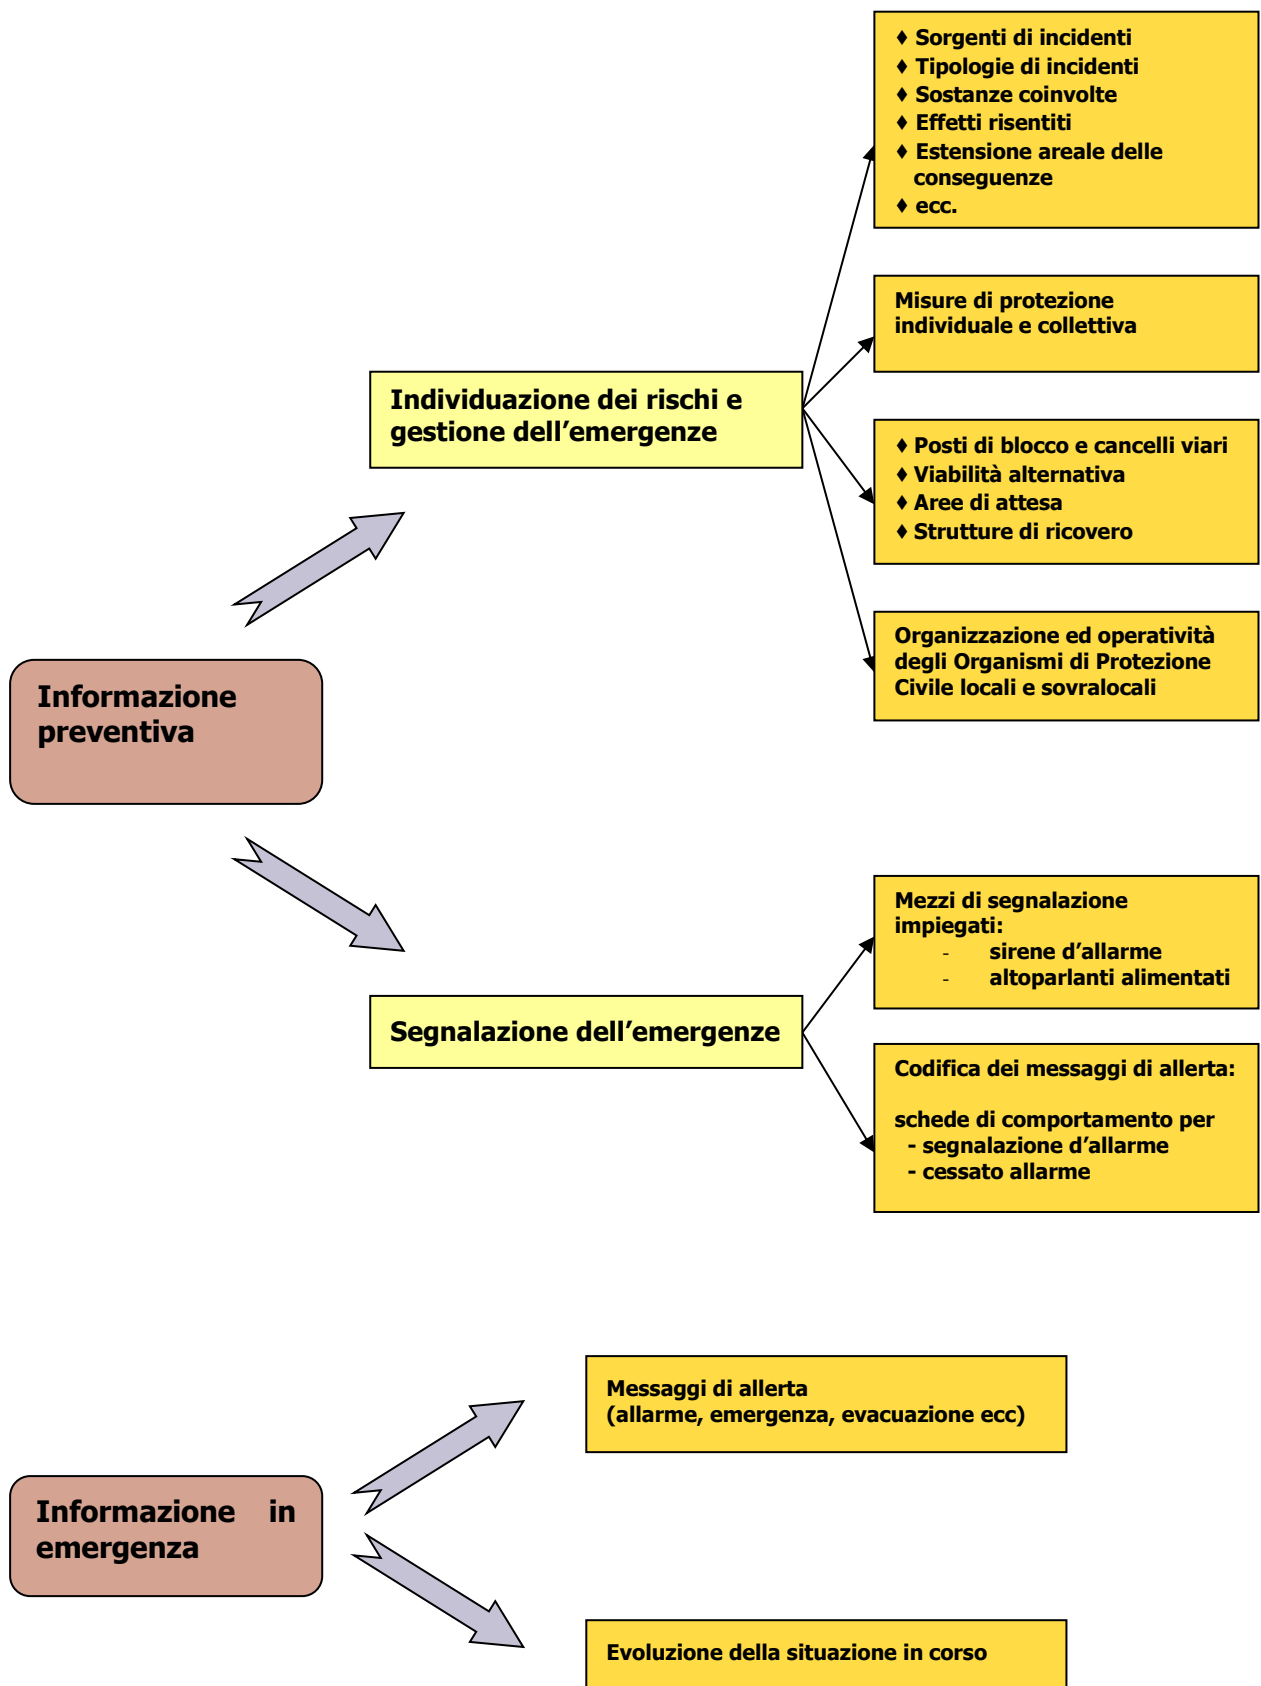 ♦ Sorgenti di incidenti
♦ Tipologie di incidenti
♦ Sostanze coinvolte
♦ Effetti risentiti
♦ Estensione areale delle
conseguenze
♦ ecc.
Misure di protezione
individuale e collettiva
Individuazione dei rischi e
gestione dell’emergenze
♦ Posti di blocco e cancelli viari
♦ Viabilità alternativa
♦ Aree di attesa
♦ Strutture di ricovero
Organizzazione ed operatività
degli Organismi di Protezione
Civile locali e sovralocali
Informazione
preventiva
Mezzi di segnalazione
impiegati:
- sirene d’allarme
- altoparlanti alimentati
Segnalazione dell’emergenze
Codifica dei messaggi di allerta:
schede di comportamento per
- segnalazione d’allarme
- cessato allarme
Messaggi di allerta
(allarme, emergenza, evacuazione ecc)
Informazione in
emergenza
Evoluzione della situazione in corso